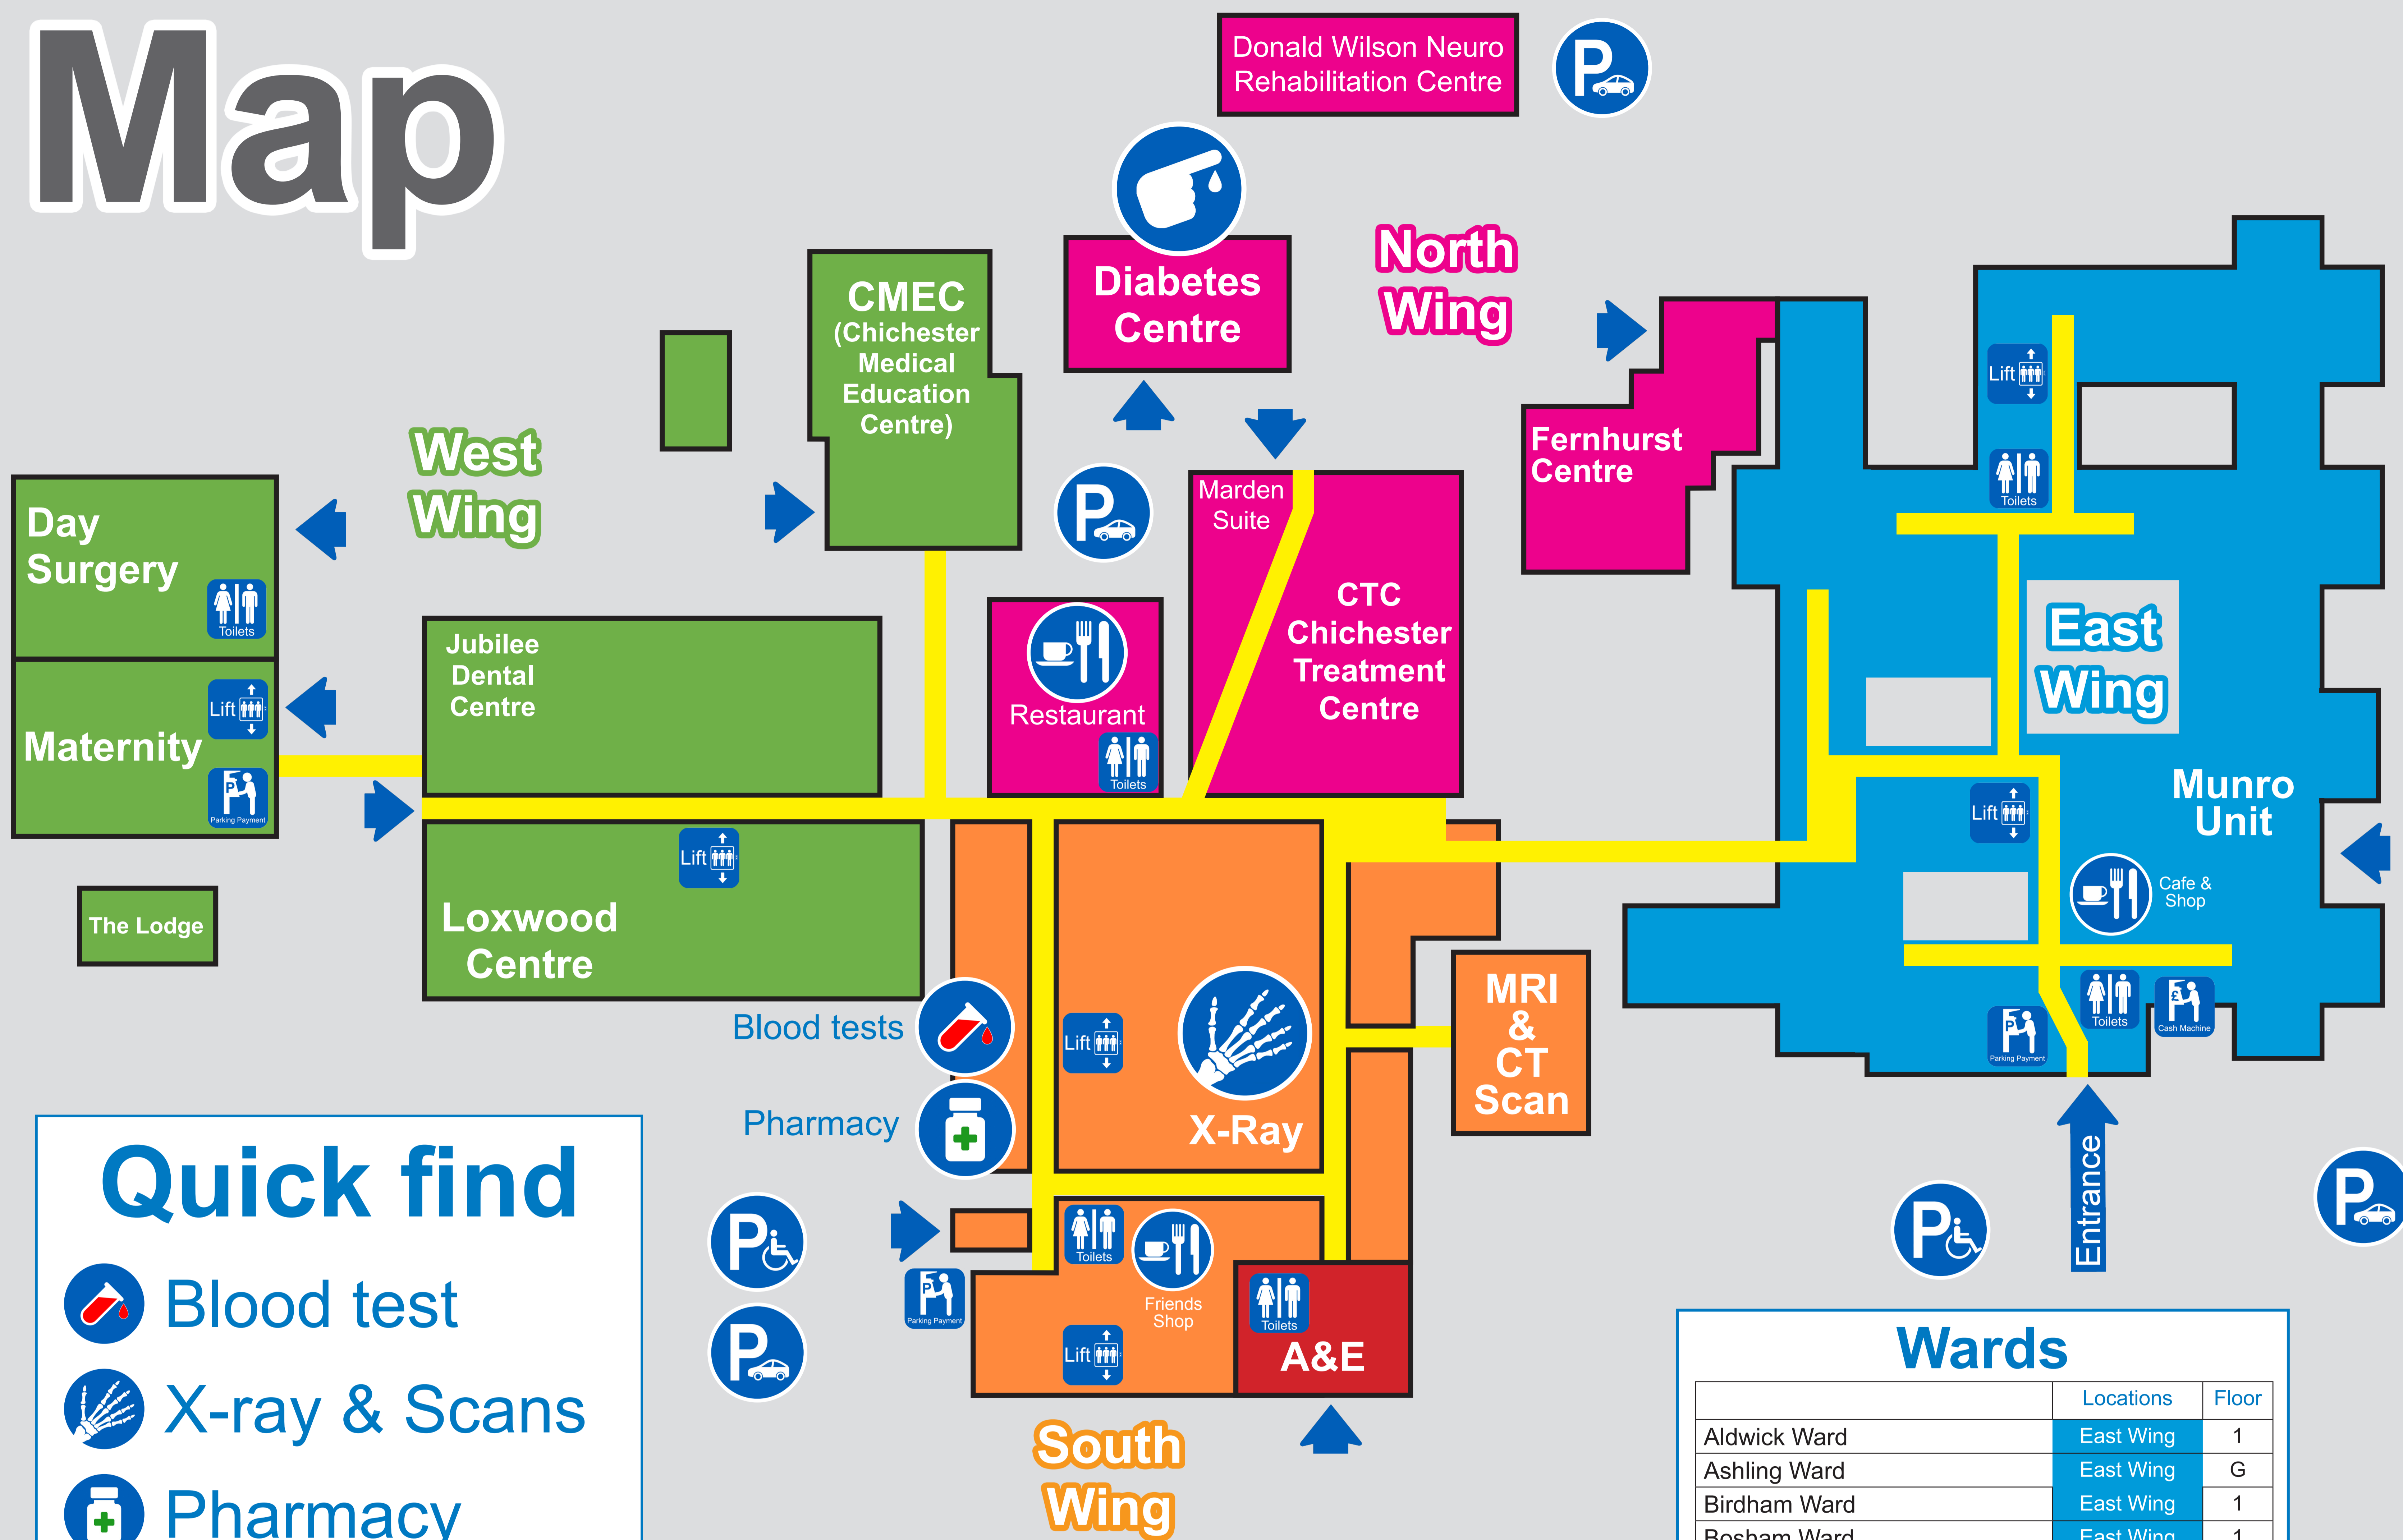 Map
Donald Wilson Neuro
Rehabilitation Centre
P
North
Wing
Diabetes
Centre
CMEC
(Chichester
Medical
Education
Centre)
West
Wing
Day
Surgery
Toilets
Maternity
Lift
P
Parking Payment
The Lodge
Jubilee
Dental
Centre
Loxwood
Centre
Lift
P
Restaurant
Toilets
Marden
Suite
CTC
Chichester
Treatment
Centre
Fernhurst
Centre
Lift
Toilets
East
Wing
Munro
Unit
Lift
Cafe &
Shop
Toilets
£
Cash Machine
P
Parking Payment
Entrance
P
P
Blood tests
Pharmacy
Lift
X-Ray
MRI
&
CT
Scan
P
P
P
Parking Payment
Toilets
Friends
Shop
Lift
Toilets
A&E
South
Wing
Quick find
Blood test
X-ray & Scans
Pharmacy
Wards
Locations Floor
Aldwick Ward East Wing 1
Ashling Ward East Wing G
Birdham Ward East Wing 1
Bosham Ward East Wing 1